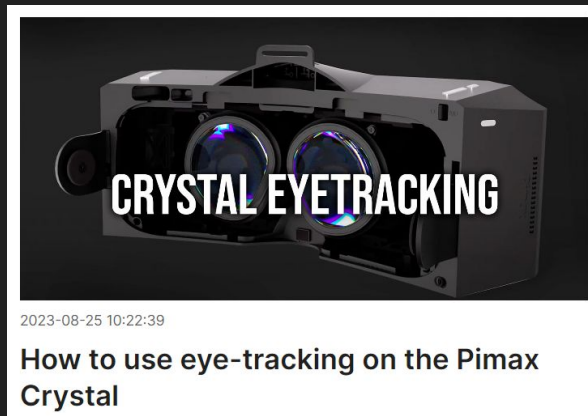 CRYSTAL EYETRACKING
2023-08-25 10:22:39
How to use eye-tracking on the Pimax
Crystal